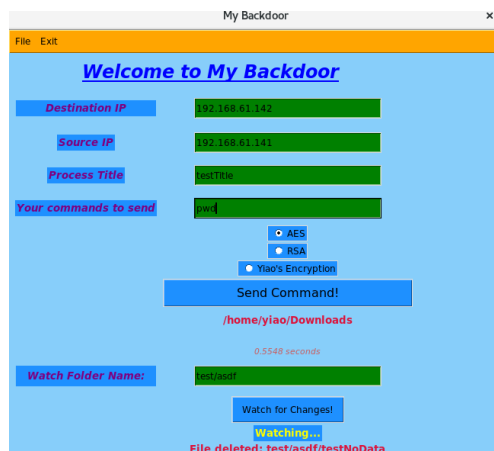 My Backdoor ×
File Exit
Welcome to My Backdoor
Destination IP 192.168.61.142
Source IP 192.168.61.141
Process Title testTitle
Your commands to send pwd
AES
RSA
Yiao's Encryption
Send Command!
/home/yiao/Downloads
0.5548 seconds
Watch Folder Name: test/asdf
Watch for Changes!
Watching...
File deleted: test/asdf/testNoData